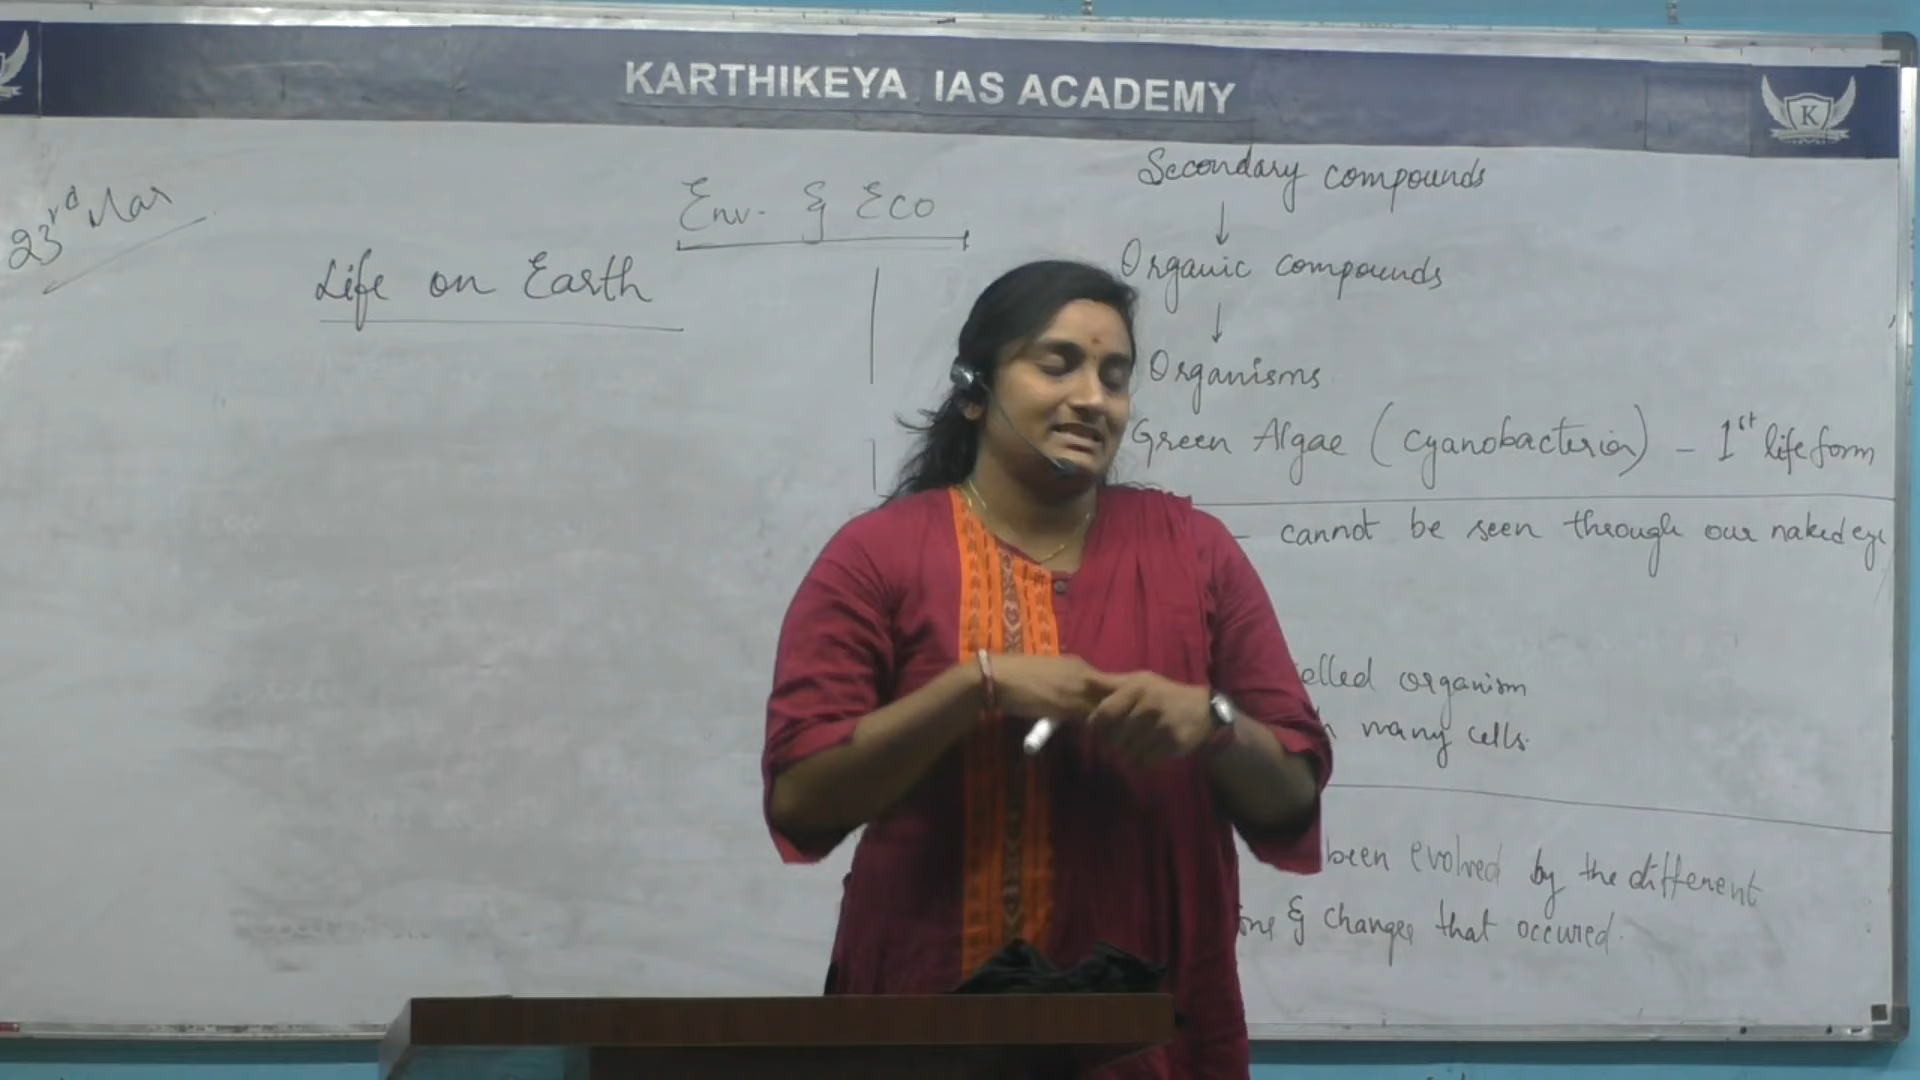 KARTHIKEYA IAS ACADEMY
K
23rd Mar
Env. & Eco
Life on Earth
Secondary compounds
↓
Organic compounds
↓
Organisms
Green Algae (Cyanobacteria) - 1st life form
- cannot be seen through our naked eye
elled organism
many cells.
been evolved by the different
& changes that occured.